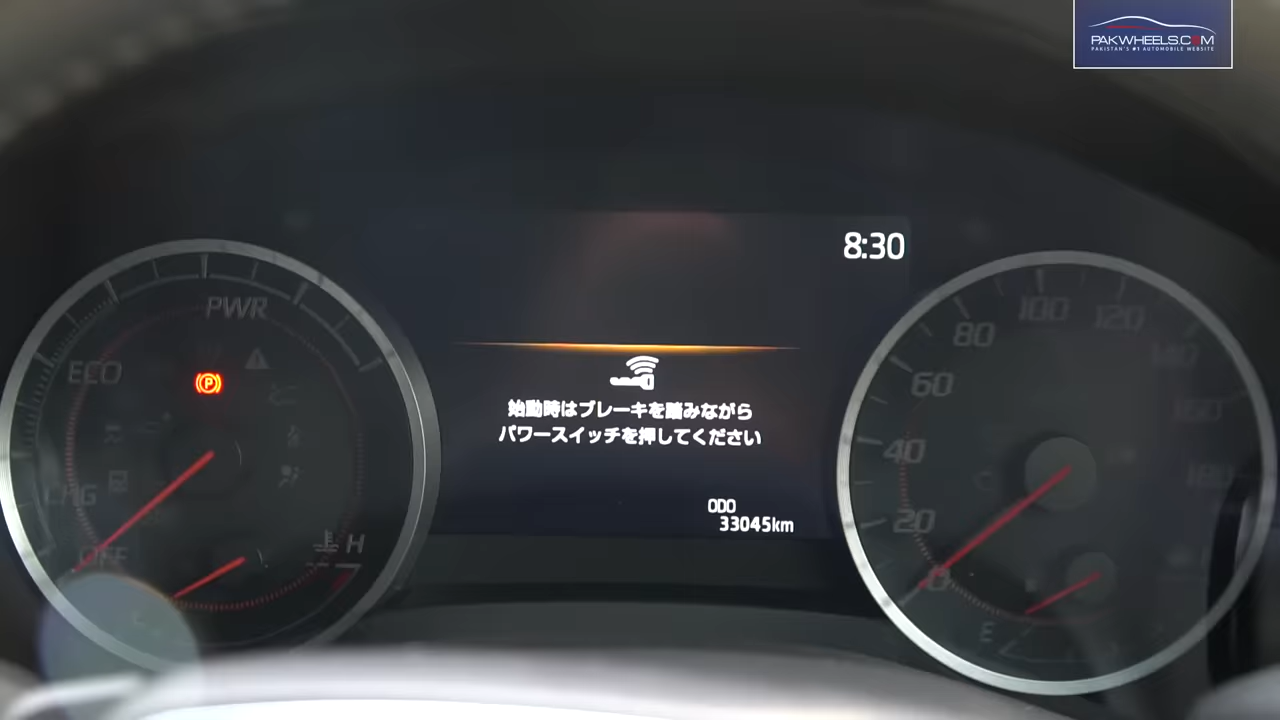 PAKWHEELS.COM
PAKISTAN'S #1 AUTOMOBILE WEBSITE
8:30
PWR
ECO
CHG
OFF
H
始動時はブレーキを踏みながら
パワースイッチを押してください
ODO
33045km
120
100
80
60
40
20
0
E